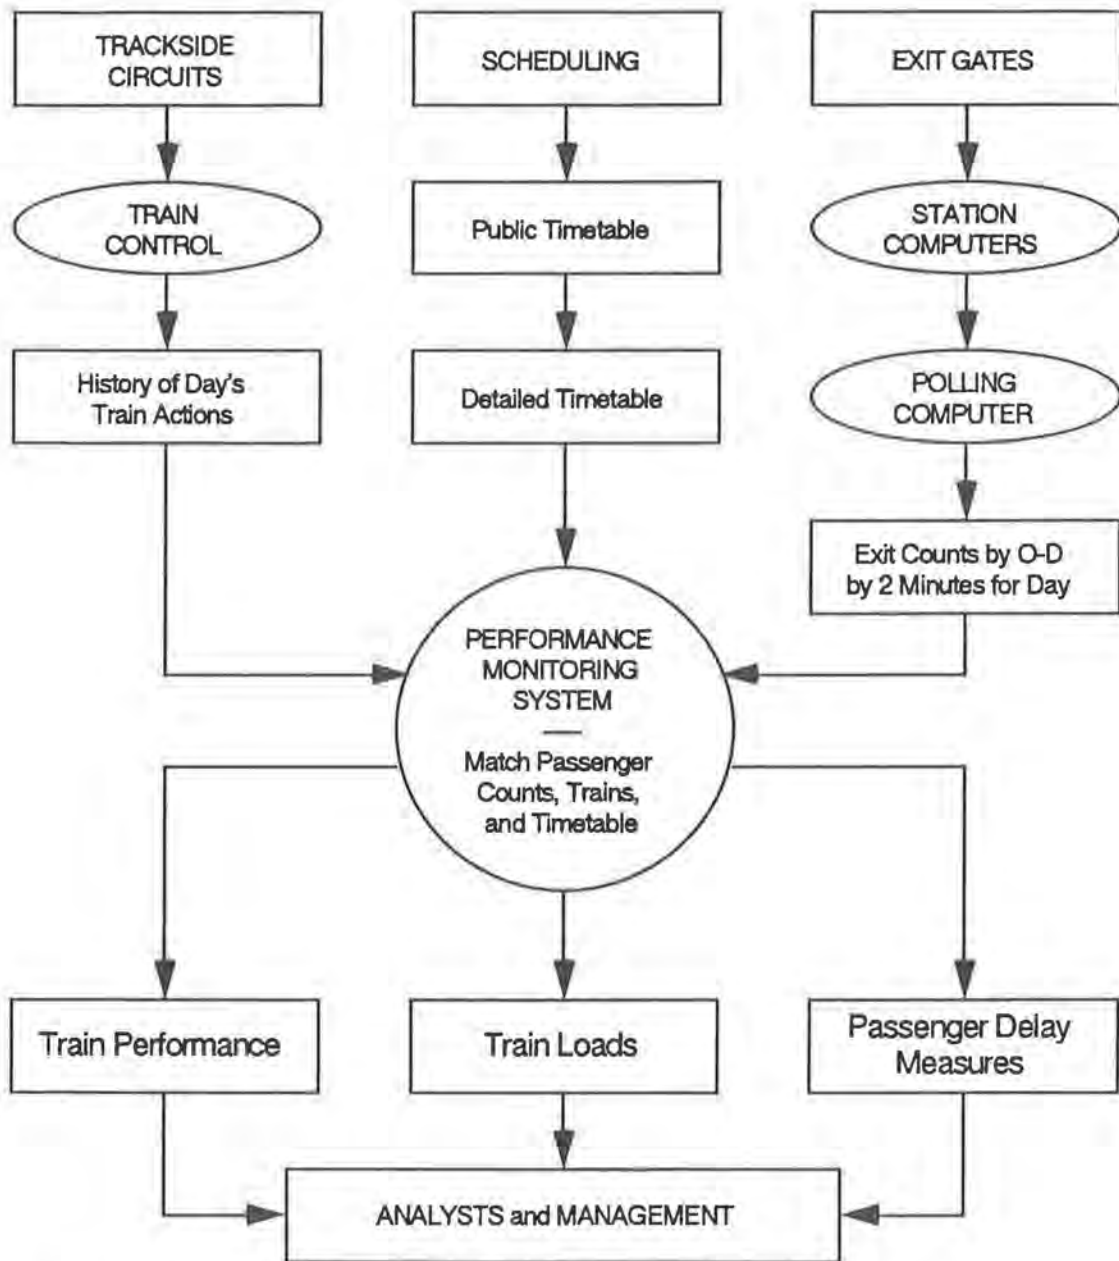 TRACKSIDE
CIRCUITS
SCHEDULING
EXIT GATES
TRAIN
CONTROL
Public Timetable
STATION
COMPUTERS
History of Day's
Train Actions
Detailed Timetable
POLLING
COMPUTER
Exit Counts by O-D
by 2 Minutes for Day
PERFORMANCE
MONITORING
SYSTEM
Match Passenger
Counts, Trains,
and Timetable
Train Performance
Train Loads
Passenger Delay
Measures
ANALYSTS and MANAGEMENT